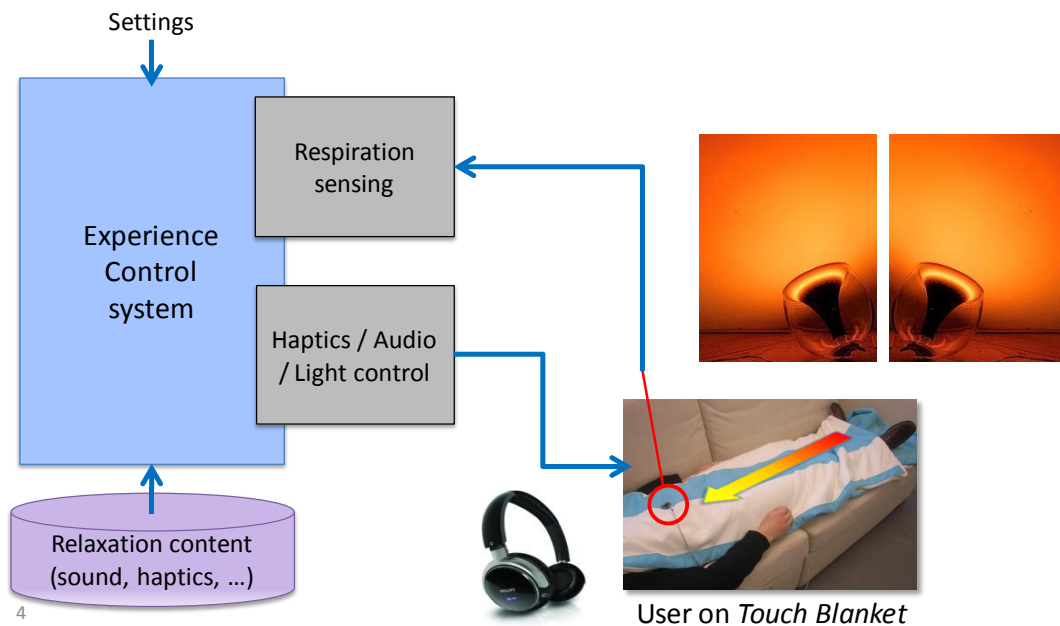 Settings
Respiration
sensing
Experience
Control
system
Haptics / Audio
/ Light control
Relaxation content
(sound, haptics, …)
PHILIPS
4
User on Touch Blanket